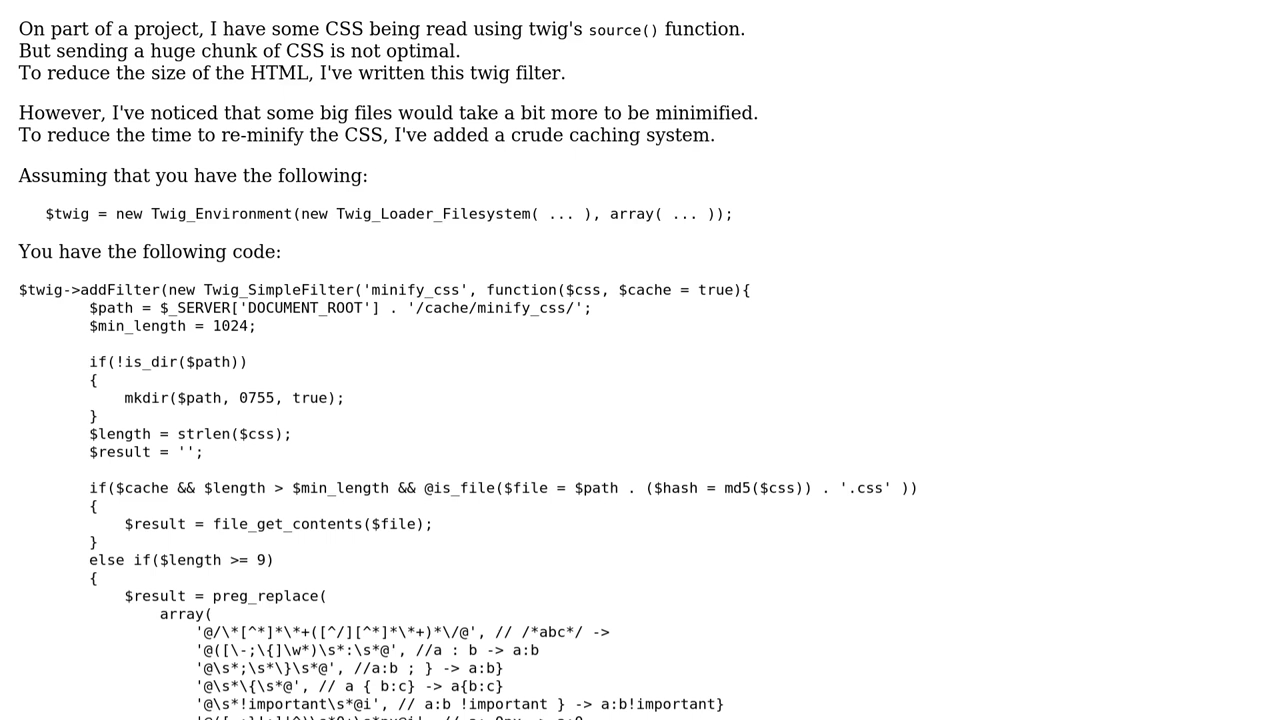 On part of a project, I have some CSS being read using twig's source() function.
But sending a huge chunk of CSS is not optimal.
To reduce the size of the HTML, I've written this twig filter.
However, I've noticed that some big files would take a bit more to be minimified.
To reduce the time to re-minify the CSS, I've added a crude caching system.
Assuming that you have the following:
$twig = new Twig_Environment(new Twig_Loader_Filesystem( ... ), array( ... ));
You have the following code:
$twig->addFilter(new Twig_SimpleFilter('minify_css', function($css, $cache = true){
$path = $_SERVER['DOCUMENT_ROOT'] . '/cache/minify_css/';
$min_length = 1024;
if(!is_dir($path))
{
mkdir($path, 0755, true);
}
$length = strlen($css);
$result = '';
if($cache && $length > $min_length && @is_file($file = $path . ($hash = md5($css)) . '.css' ))
{
$result = file_get_contents($file);
}
else if($length >= 9)
{
$result = preg_replace(
array(
'@/\*[^*]*\*+([^/][^*]*\*+)*\/@', // /*abc*/ ->
'@([\-;\{]\w*)\s*:\s*@', //a : b -> a:b
'@\s*;\s*\}\s*@', //a:b ; } -> a:b}
'@\s*\{\s*@', // a { b:c} -> a{b:c}
'@\s*!important\s*@i', // a:b !important } -> a:b!important}